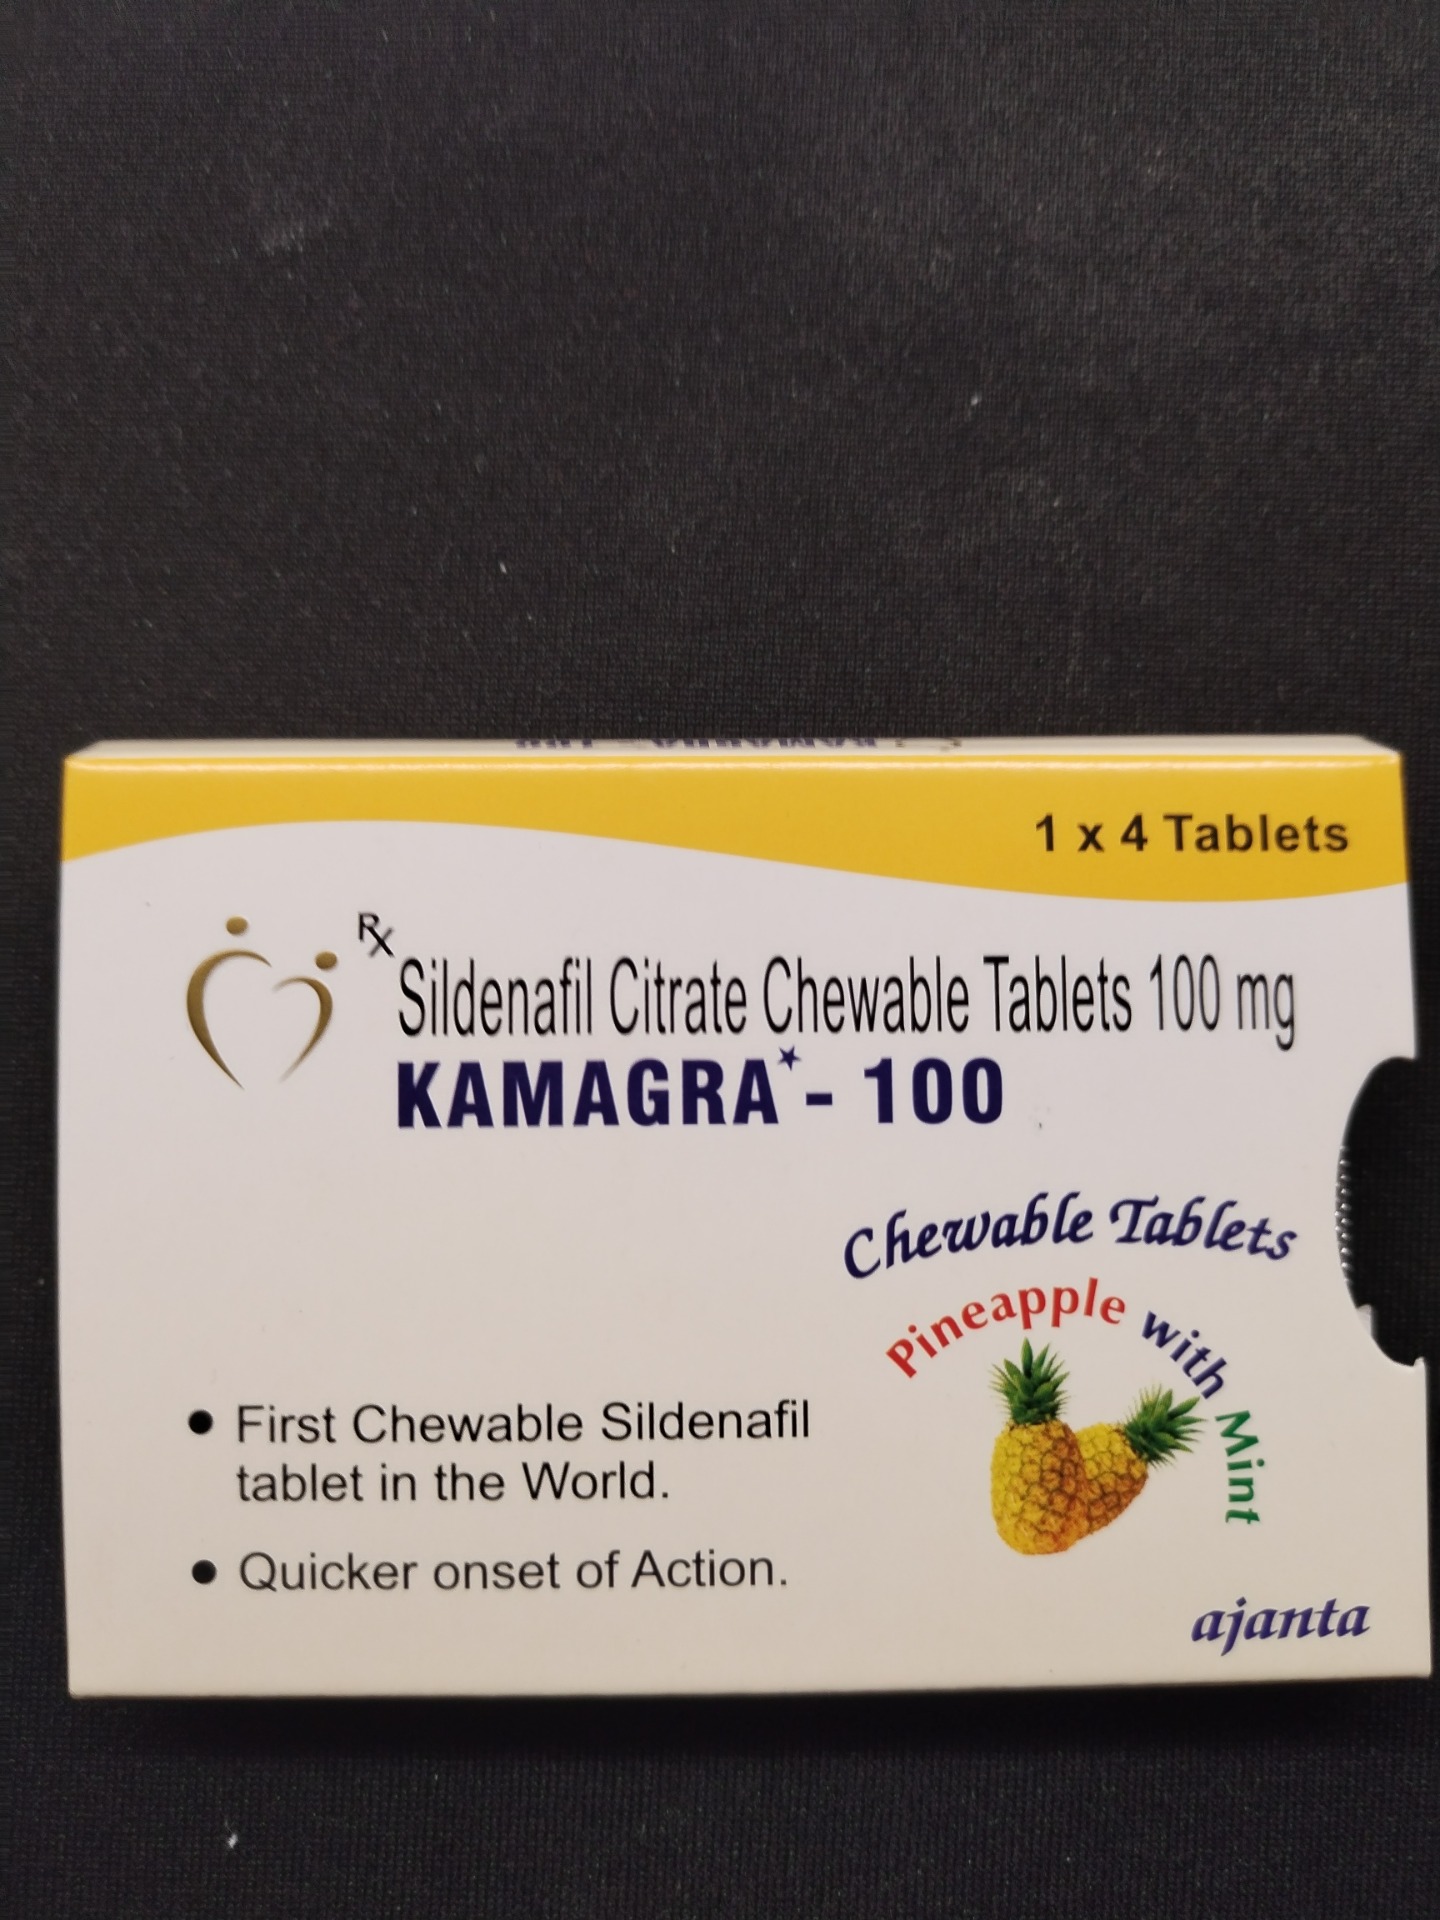 1 x 4 Tablets
Rx
Sildenafil Citrate Chewable Tablets 100 mg
KAMAGRA★ - 100
Chewable Tablets
Pineapple with Mint
• First Chewable Sildenafil
tablet in the World.
• Quicker onset of Action.
ajanta